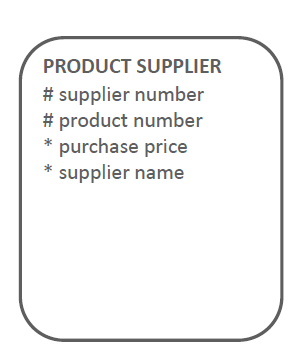 PRODUCT SUPPLIER
# supplier number
# product number
* purchase price
* supplier name